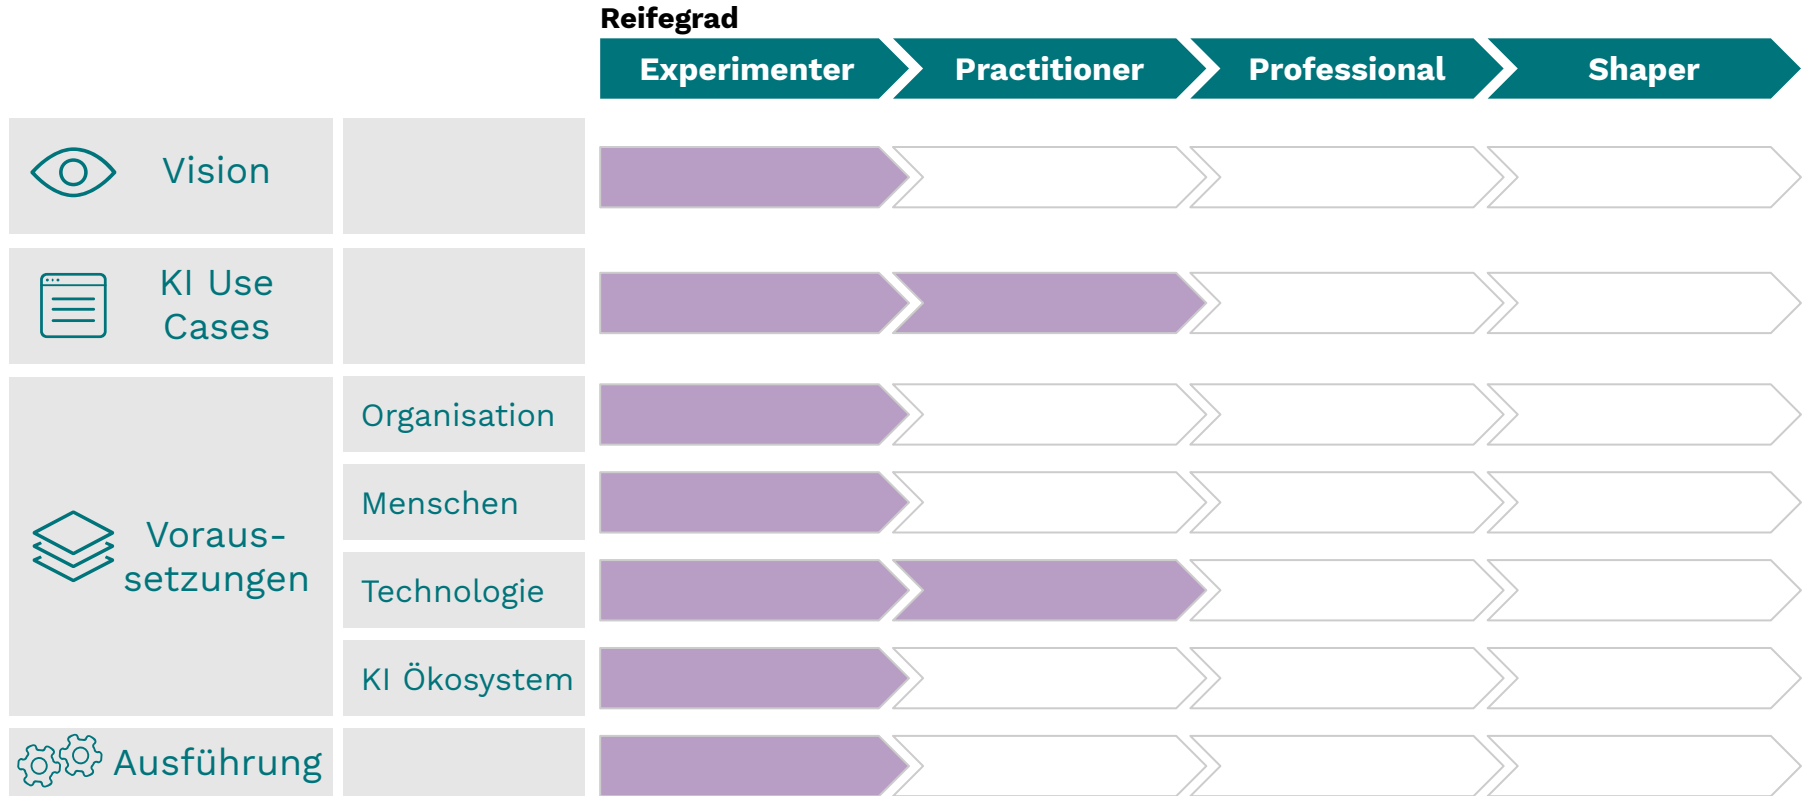 Reifegrad
Experimenter Practitioner Professional Shaper
Vision
KI Use
Cases
Organisation
Menschen
Voraus-
setzungen
Technologie
KI Ökosystem
Ausführung